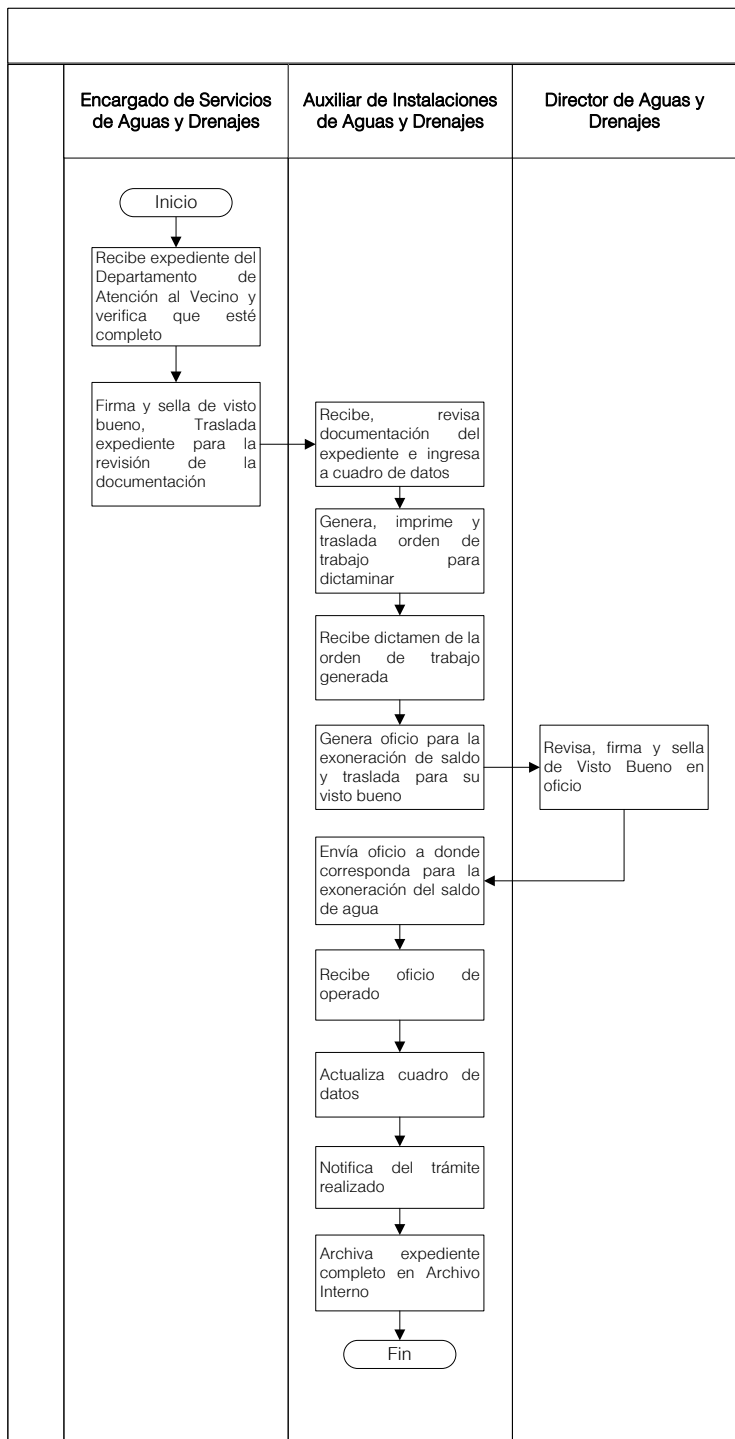 Encargado de Servicios
de Aguas y Drenajes
Auxiliar de Instalaciones
de Aguas y Drenajes
Director de Aguas y
Drenajes
Inicio
Recibe expediente del
Departamento de
Atención al Vecino y
verifica que esté
completo
Firma y sella de visto
bueno, Traslada
expediente para la
revisión de la
documentación
Recibe, revisa
documentación del
expediente e ingresa
a cuadro de datos
Genera, imprime y
traslada orden de
trabajo para
dictaminar
Recibe dictamen de la
orden de trabajo
generada
Genera oficio para la
exoneración de saldo
y traslada para su
visto bueno
Revisa, firma y sella
de Visto Bueno en
oficio
Envía oficio a donde
corresponda para la
exoneración del saldo
de agua
Recibe oficio de
operado
Actualiza cuadro de
datos
Notifica del trámite
realizado
Archiva expediente
completo en Archivo
Interno
Fin